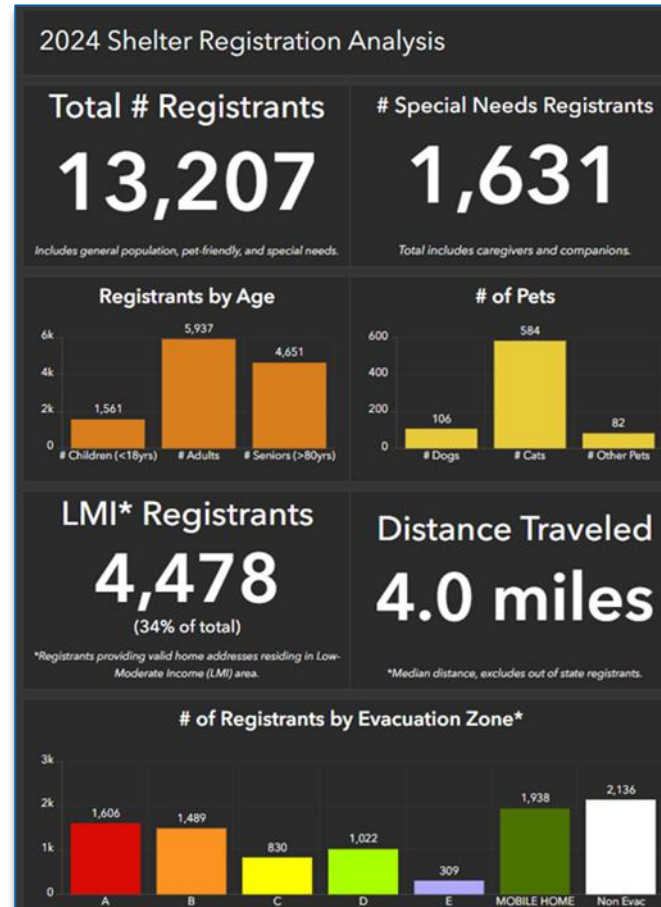 2024 Shelter Registration Analysis
Total # Registrants
13,207
Includes general population, pet-friendly, and special needs.
# Special Needs Registrants
1,631
Total includes caregivers and companions.
Registrants by Age
6k
4k
2k
0
1,561
5,937
4,651
# Children (<18yrs)
# Adults
# Seniors (>80yrs)
# of Pets
600
400
200
0
106
584
82
# Dogs
# Cats
# Other Pets
LMI* Registrants
4,478
(34% of total)
*Registrants providing valid home addresses residing in Low-
Moderate Income (LMI) area.
Distance Traveled
4.0 miles
*Median distance, excludes out of state registrants.
# of Registrants by Evacuation Zone*
3k
2k
1k
0
1,606
1,489
830
1,022
309
1,938
2,136
A
B
C
D
E
MOBILE HOME
Non Evac